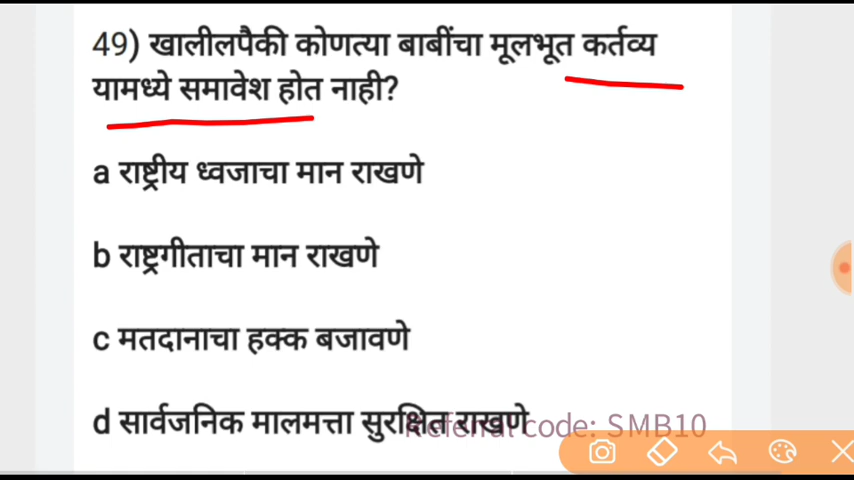 49) खालीलपैकी कोणत्या बाबींचा मूलभूत कर्तव्य
यामध्ये समावेश होत नाही?
a राष्ट्रीय ध्वजाचा मान राखणे
b राष्ट्रगीताचा मान राखणे
c मतदानाचा हक्क बजावणे
d सार्वजनिक मालमत्ता सुरक्षित राखणे
Referral code: SMB10